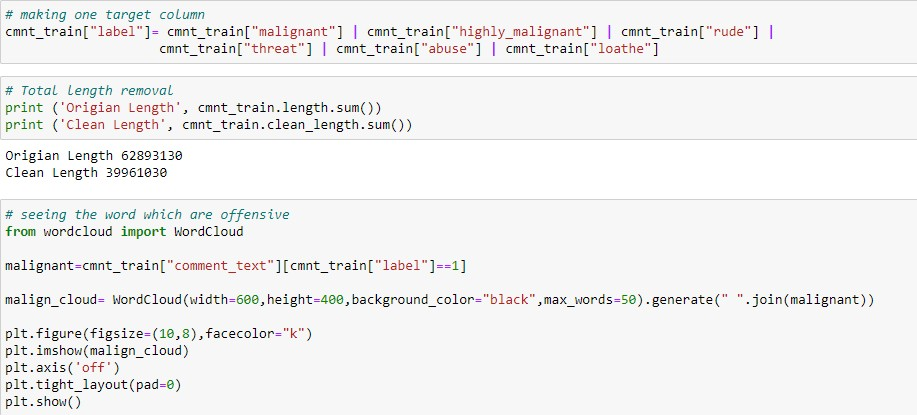 # making one target column
cmnt_train["label"]= cmnt_train["malignant"] | cmnt_train["highly_malignant"] | cmnt_train["rude"] |
cmnt_train["threat"] | cmnt_train["abuse"] | cmnt_train["loathe"]
# Total length removal
print ('Origian Length', cmnt_train.length.sum())
print ('Clean Length', cmnt_train.clean_length.sum())
Origian Length 62893130
Clean Length 39961030
# seeing the word which are offensive
from wordcloud import WordCloud
malignant=cmnt_train["comment_text"][cmnt_train["label"]==1]
malign_cloud= WordCloud(width=600,height=400,background_color="black",max_words=50).generate(" ".join(malignant))
plt.figure(figsize=(10,8),facecolor="k")
plt.imshow(malign_cloud)
plt.axis('off')
plt.tight_layout(pad=0)
plt.show()